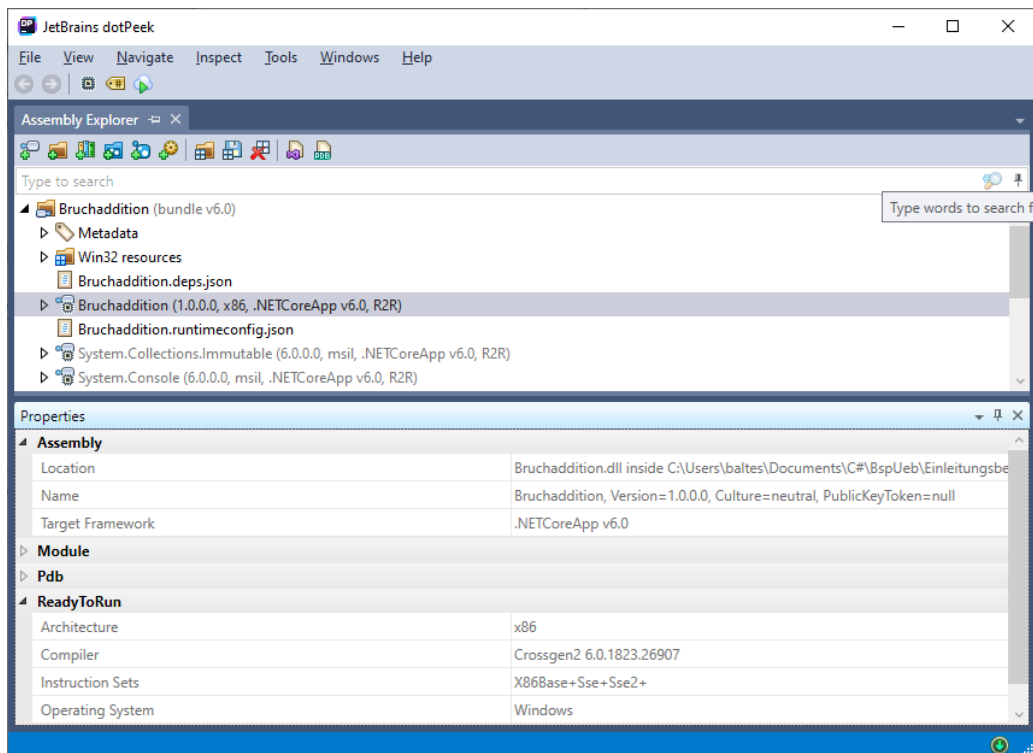 JetBrains dotPeek
File View Navigate Inspect Tools Windows Help
Assembly Explorer
Type to search
Type words to search f
Bruchaddition (bundle v6.0)
Metadata
Win32 resources
Bruchaddition.deps.json
Bruchaddition (1.0.0.0, x86, .NETCoreApp v6.0, R2R)
Bruchaddition.runtimeconfig.json
System.Collections.Immutable (6.0.0.0, msil, .NETCoreApp v6.0, R2R)
System.Console (6.0.0.0, msil, .NETCoreApp v6.0, R2R)
Properties
Assembly
Location Bruchaddition.dll inside C:\Users\baltes\Documents\C#\BspUeb\Einleitungsbe
Name Bruchaddition, Version=1.0.0.0, Culture=neutral, PublicKeyToken=null
Target Framework .NETCoreApp v6.0
Module
Pdb
ReadyToRun
Architecture x86
Compiler Crossgen2 6.0.1823.26907
Instruction Sets X86Base+Sse+Sse2+
Operating System Windows